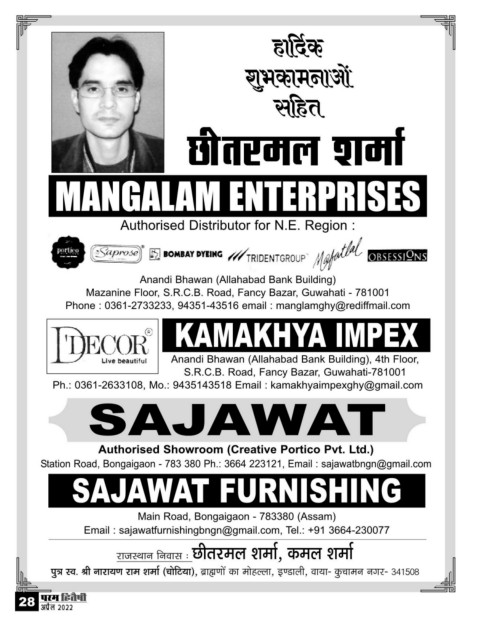 हार्दिक
शुभकामनाओं
सहित
छीतरमल शर्मा
MANGALAM ENTERPRISES
Authorised Distributor for N.E. Region :
portico Saprose BOMBAY DYEING TRIDENTGROUP Mafatlal OBSESSIONS
Anandi Bhawan (Allahabad Bank Building)
Mazanine Floor, S.R.C.B. Road, Fancy Bazar, Guwahati - 781001
Phone : 0361-2733233, 94351-43516 email : manglamghy@rediffmail.com
D'DECOR®
Live beautiful
KAMAKHYA IMPEX
Anandi Bhawan (Allahabad Bank Building), 4th Floor,
S.R.C.B. Road, Fancy Bazar, Guwahati-781001
Ph.: 0361-2633108, Mo.: 9435143518 Email : kamakhyaimpexghy@gmail.com
SAJAWAT
Authorised Showroom (Creative Portico Pvt. Ltd.)
Station Road, Bongaigaon - 783 380 Ph.: 3664 223121, Email : sajawatbngn@gmail.com
SAJAWAT FURNISHING
Main Road, Bongaigaon - 783380 (Assam)
Email : sajawatfurnishingbngn@gmail.com, Tel.: +91 3664-230077
राजस्थान निवास : छीतरमल शर्मा, कमल शर्मा
पुत्र स्व. श्री नारायण राम शर्मा (चोटिया), ब्राह्मणों का मोहल्ला, इण्डाली, वाया- कुचामन नगर- 341508
28 परम हितैषी
अप्रैल 2022